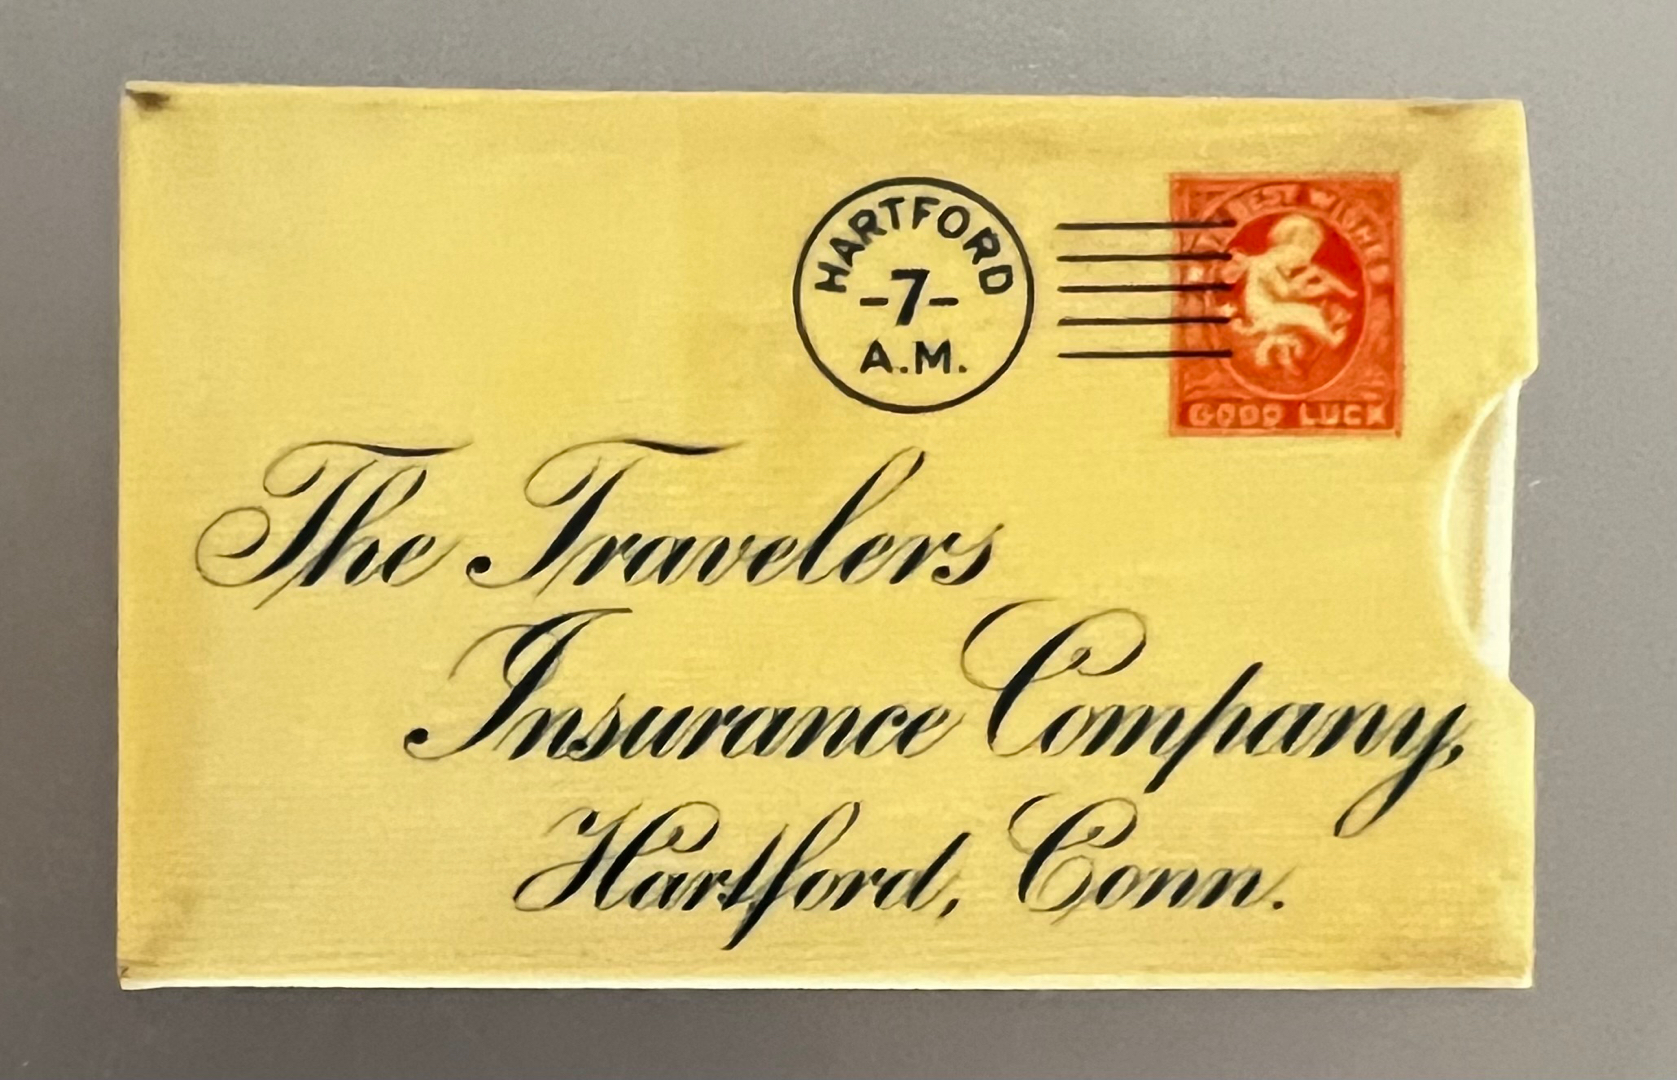 HARTFORD
-7-
A.M.
BEST WISHES
GOOD LUCK
The Travelers
Insurance Company,
Hartford, Conn.